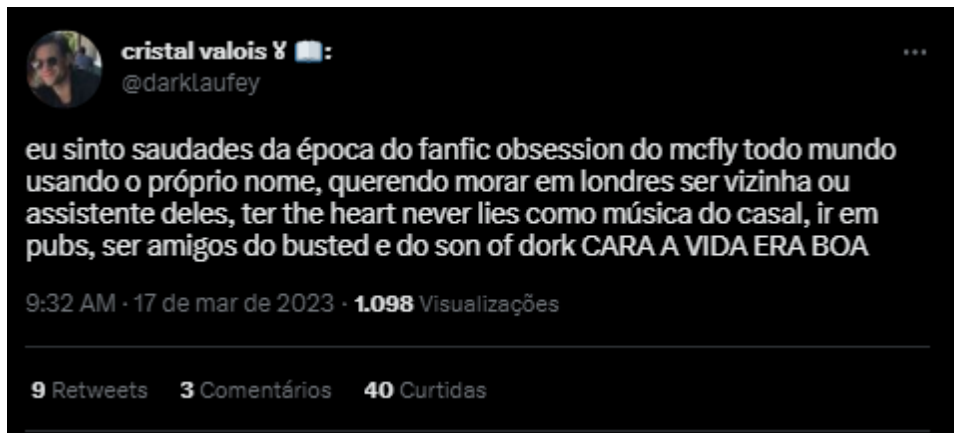 cristal valois ꈤ 📖:
@darklaufey
eu sinto saudades da época do fanfic obsession do mcfly todo mundo
usando o próprio nome, querendo morar em londres ser vizinha ou
assistente deles, ter the heart never lies como música do casal, ir em
pubs, ser amigos do busted e do son of dork CARA A VIDA ERA BOA
9:32 AM · 17 de mar de 2023 · 1.098 Visualizações
9 Retweets 3 Comentários 40 Curtidas